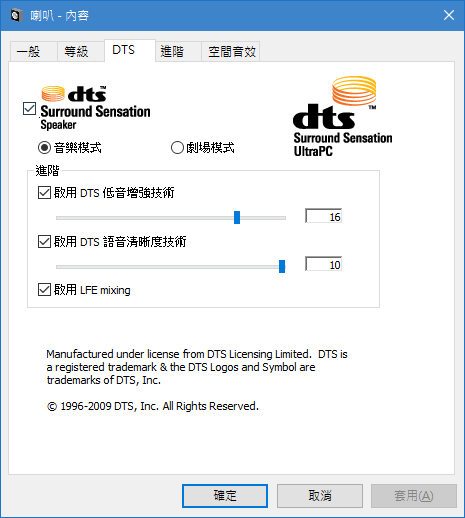 喇叭 - 內容
一般 等級 DTS 進階 空間音效
dts
Surround Sensation
Speaker
dts
Surround Sensation
UltraPC
音樂模式 劇場模式
進階
啟用 DTS 低音增強技術
16
啟用 DTS 語音清晰度技術
10
啟用 LFE mixing
Manufactured under license from DTS Licensing Limited. DTS is
a registered trademark & the DTS Logos and Symbol are
trademarks of DTS, Inc.
© 1996-2009 DTS, Inc. All Rights Reserved.
確定 取消 套用(A)